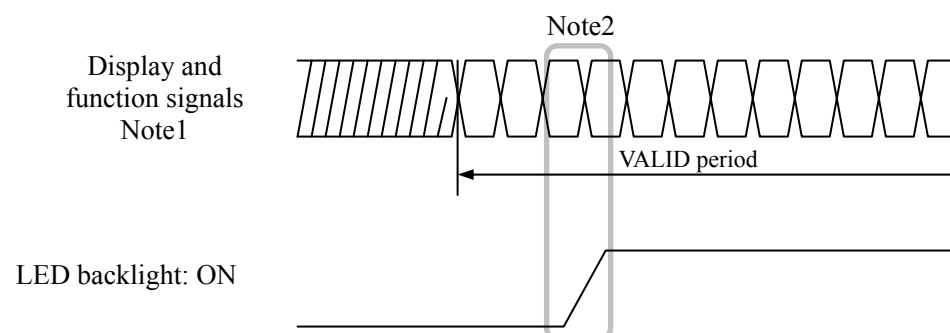 Note2
Display and
function signals
Note1
VALID period
LED backlight: ON